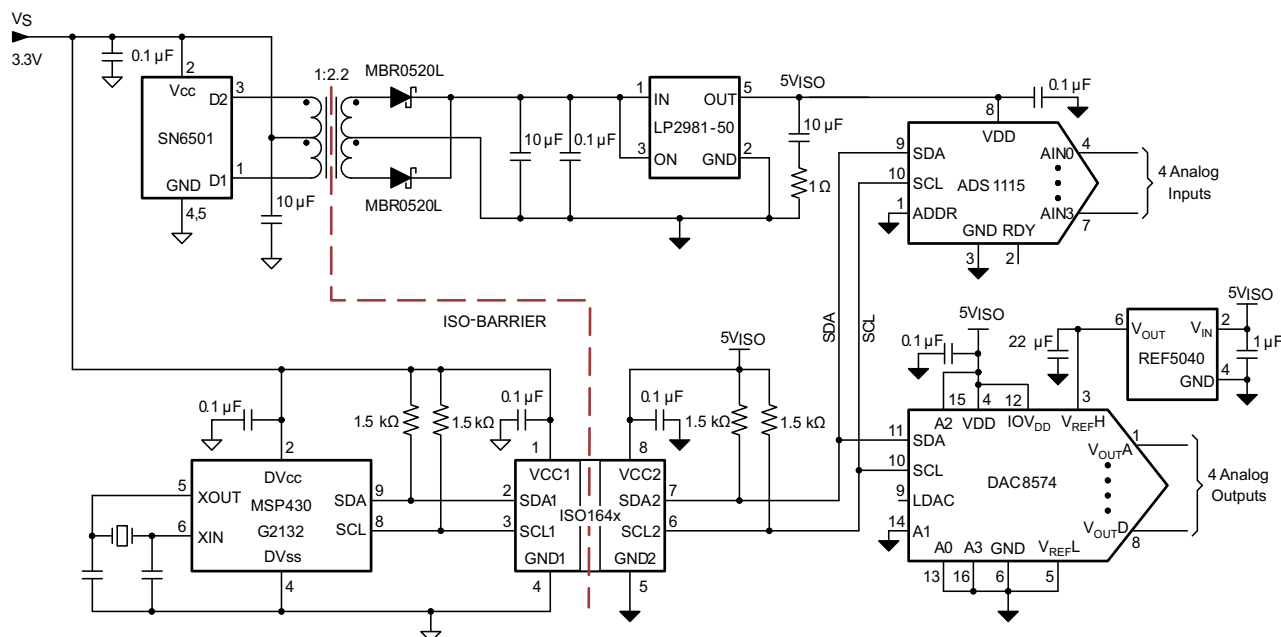 VS
3.3V
0.1 µF
2
Vcc
D2
3
SN6501
D1
1
GND
4,5
10 µF
1:2.2
MBR0520L
MBR0520L
10 µF
0.1 µF
1
IN
OUT
5
LP2981-50
3
ON
GND
2
5VISO
10 µF
1 Ω
0.1 µF
8
VDD
9
SDA
AIN0
4
10
SCL
ADS1115
1
ADDR
AIN3
7
GND
RDY
3
2
4 Analog
Inputs
ISO-BARRIER
SDA
SCL
5VISO
0.1 µF
22
µF
6
VOUT
VIN
2
5VISO
REF5040
1 µF
GND
4
0.1 µF
1.5 kΩ
1.5 kΩ
0.1 µF
5VISO
0.1 µF
1.5 kΩ
1.5 kΩ
2
DVcc
5
XOUT
MSP430
G2132
SDA
9
6
XIN
SCL
8
DVss
4
1
VCC1
2
SDA1
3
SCL1
GND1
4
ISO164x
8
VCC2
SDA2
7
SCL2
6
GND2
5
15
4
12
3
A2
VDD
IOVDD
VREFH
11
SDA
VOUTA
1
10
SCL
DAC8574
9
LDAC
14
A1
VOUTD
8
A0
A3
GND
VREFL
13
16
6
5
4 Analog
Outputs